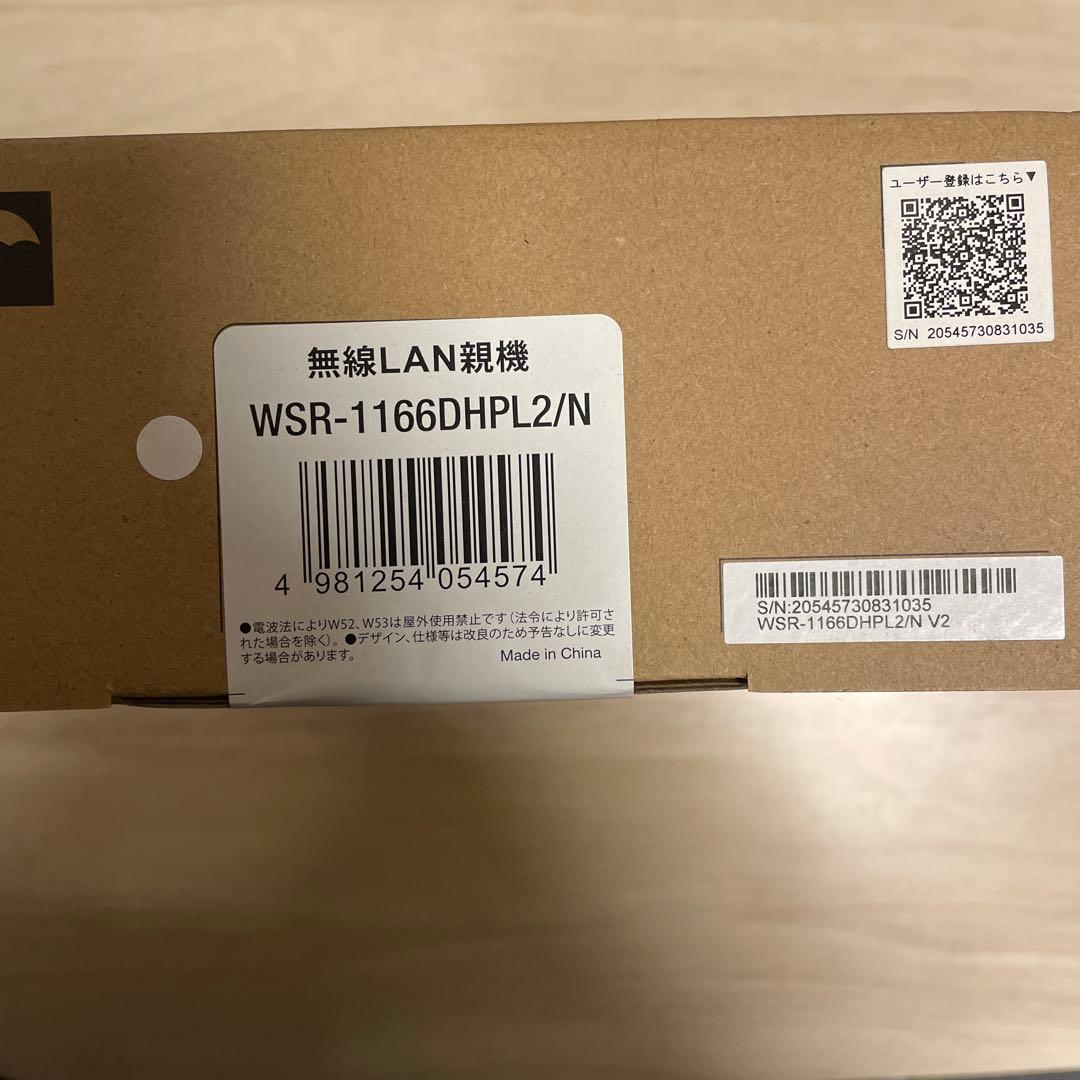 ユーザー登録はこちら▼
S/N 20545730831035
無線LAN親機
WSR-1166DHPL2/N
4 981254 054574
●電波法によりW52、W53は屋外使用禁止です(法令により許可さ
れた場合を除く)。●デザイン、仕様等は改良のため予告なしに変更
する場合があります。
Made in China
S/N:20545730831035
WSR-1166DHPL2/N V2